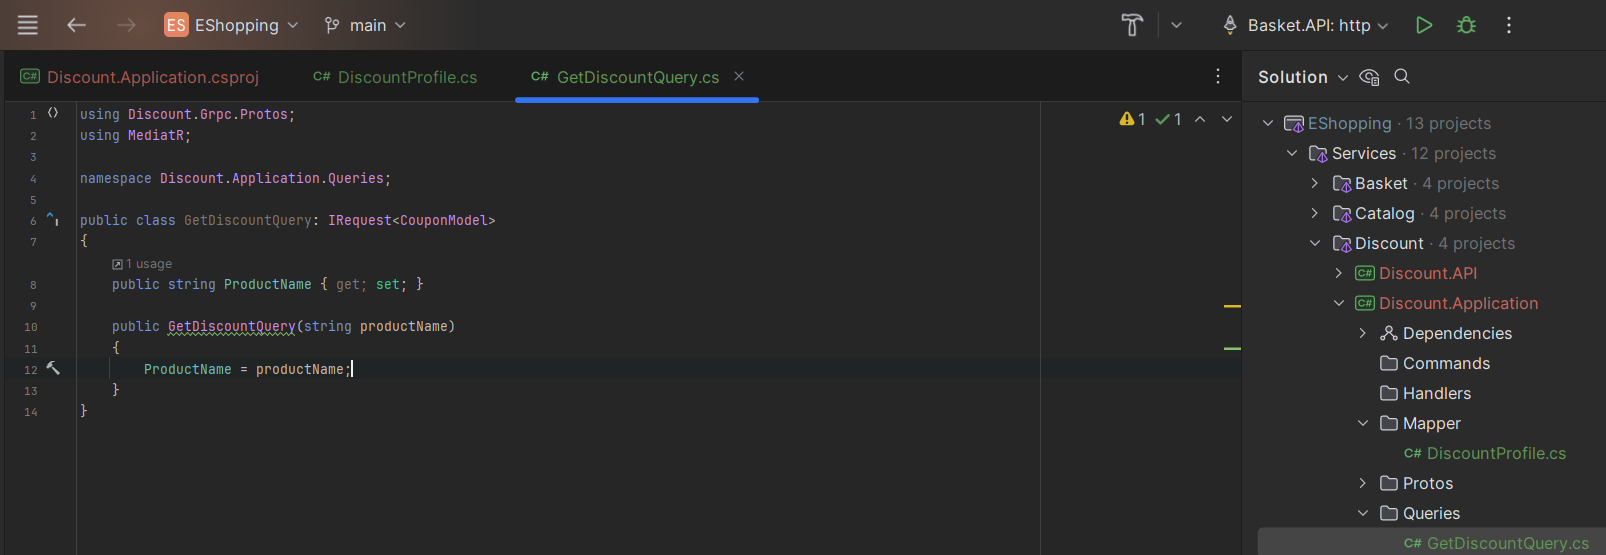 ES EShopping main Basket.API: http
C# Discount.Application.csproj C# DiscountProfile.cs C# GetDiscountQuery.cs
Solution
1 using Discount.Grpc.Protos;
2 using MediatR;
3
4 namespace Discount.Application.Queries;
5
6 public class GetDiscountQuery: IRequest<CouponModel>
7 {
1 usage
8 public string ProductName { get; set; }
9
10 public GetDiscountQuery(string productName)
11 {
12 ProductName = productName;
13 }
14 }
1 1
EShopping · 13 projects
Services · 12 projects
Basket · 4 projects
Catalog · 4 projects
Discount · 4 projects
C# Discount.API
C# Discount.Application
Dependencies
Commands
Handlers
Mapper
C# DiscountProfile.cs
Protos
Queries
C# GetDiscountQuery.cs